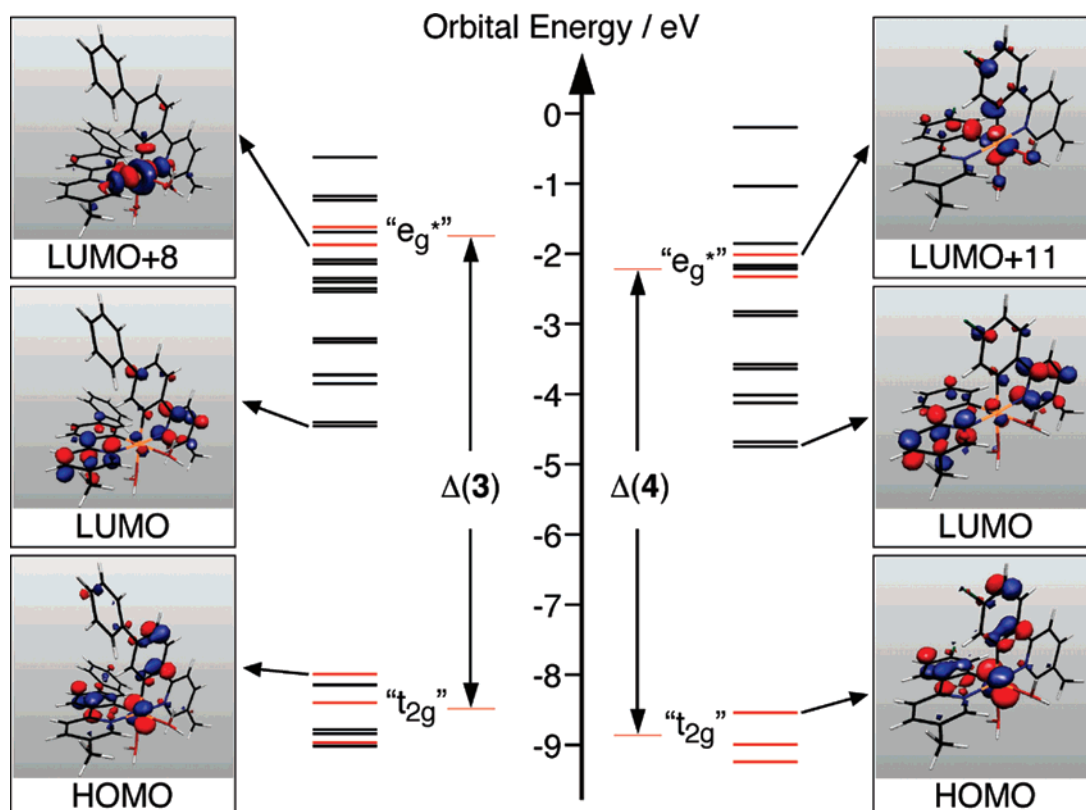 Orbital Energy / eV
LUMO+8
LUMO
HOMO
“eg*”
“t2g”
Δ(3)
0
-1
-2
-3
-4
-5
-6
-7
-8
-9
Δ(4)
“eg*”
“t2g”
LUMO+11
LUMO
HOMO